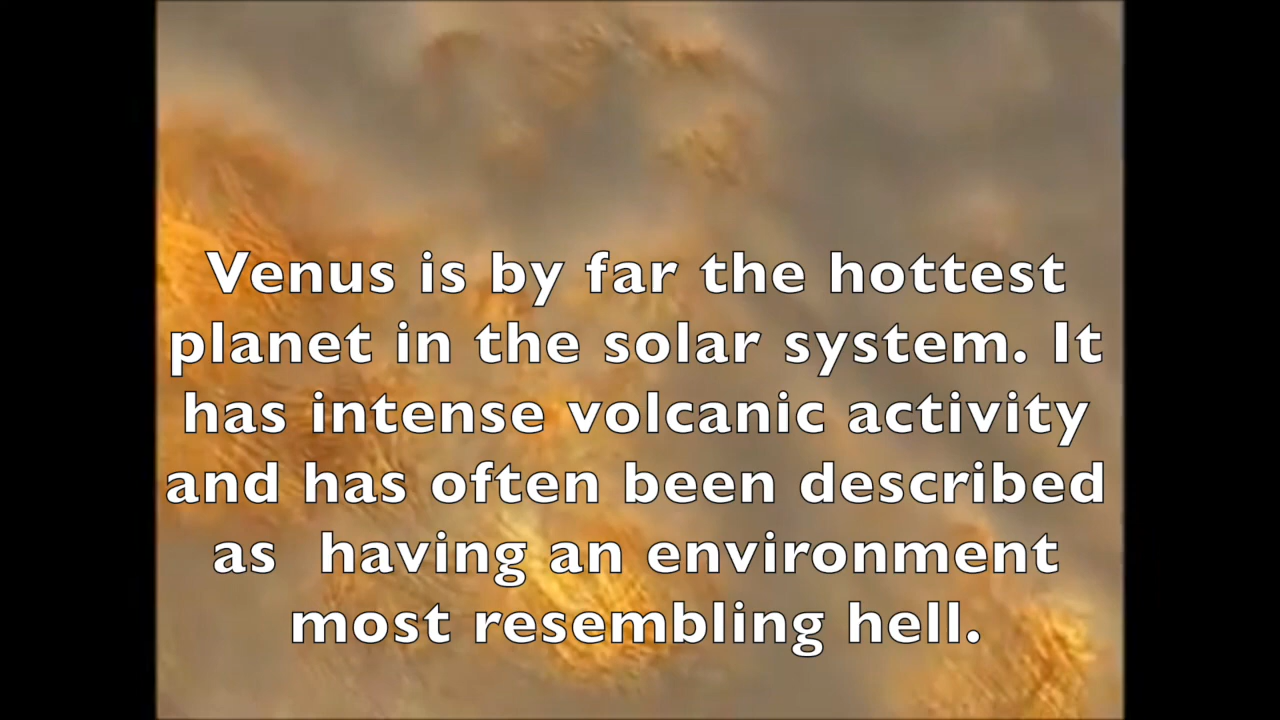 Venus is by far the hottest
planet in the solar system. It
has intense volcanic activity
and has often been described
as  having an environment
most resembling hell.